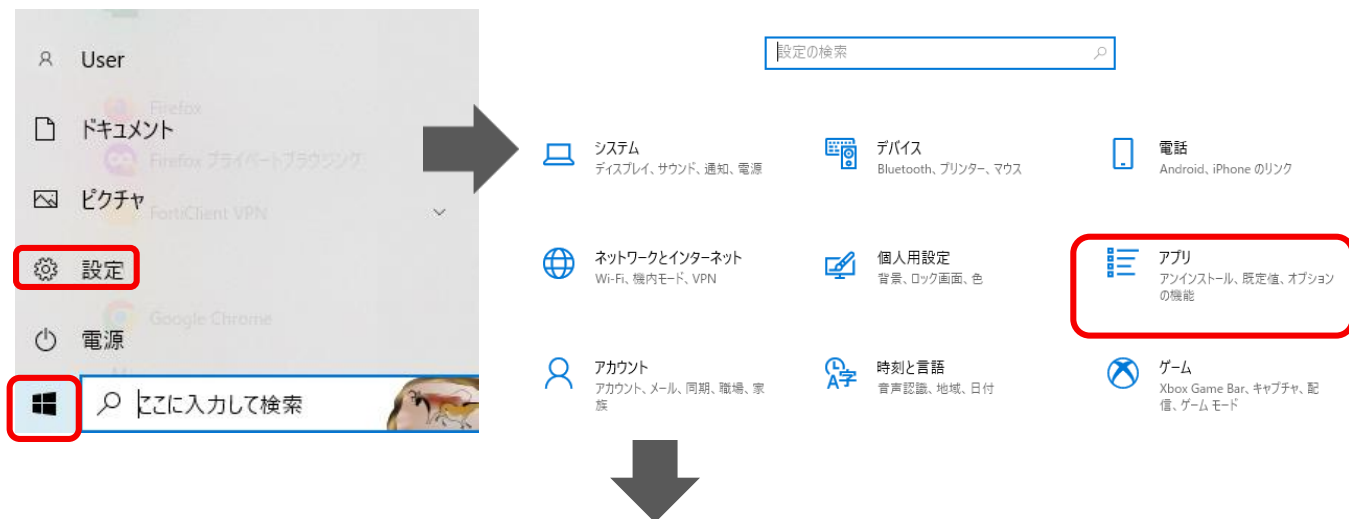 User
Firefox
ドキュメント
Firefox プライベートブラウジング
ピクチャ
FortiClient VPN
設定
Google Chrome
電源
ここに入力して検索
設定の検索
システム
ディスプレイ、サウンド、通知、電源
デバイス
Bluetooth、プリンター、マウス
電話
Android、iPhone のリンク
ネットワークとインターネット
Wi-Fi、機内モード、VPN
個人用設定
背景、ロック画面、色
アプリ
アンインストール、既定値、オプション
の機能
アカウント
アカウント、メール、同期、職場、家
族
時刻と言語
音声認識、地域、日付
ゲーム
Xbox Game Bar、キャプチャ、配
信、ゲーム モード